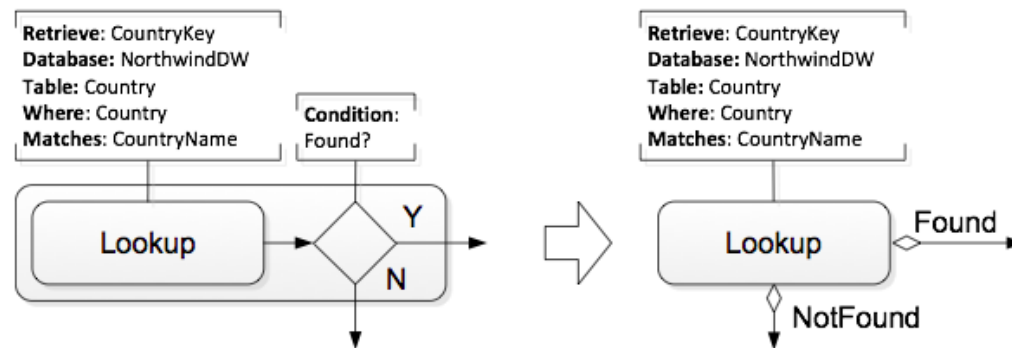 Retrieve: CountryKey
Database: NorthwindDW
Table: Country
Where: Country
Matches: CountryName
Condition:
Found?
Lookup
Y
N
Retrieve: CountryKey
Database: NorthwindDW
Table: Country
Where: Country
Matches: CountryName
Lookup
Found
NotFound